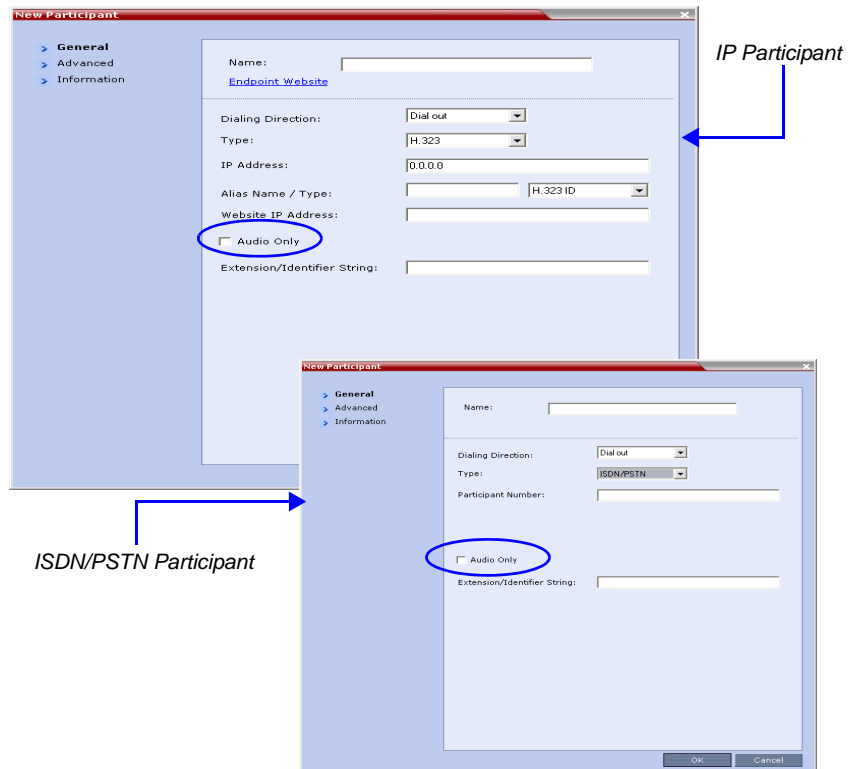 New Participant
General
Advanced
Information
Name:
Endpoint Website
Dialing Direction: Dial out
Type: H.323
IP Address: 0.0.0.0
Alias Name / Type: H.323 ID
Website IP Address:
Audio Only
Extension/Identifier String:
IP Participant
New Participant
General
Advanced
Information
Name:
Dialing Direction: Dial out
Type: ISDN/PSTN
Participant Number:
Audio Only
Extension/Identifier String:
OK Cancel
ISDN/PSTN Participant